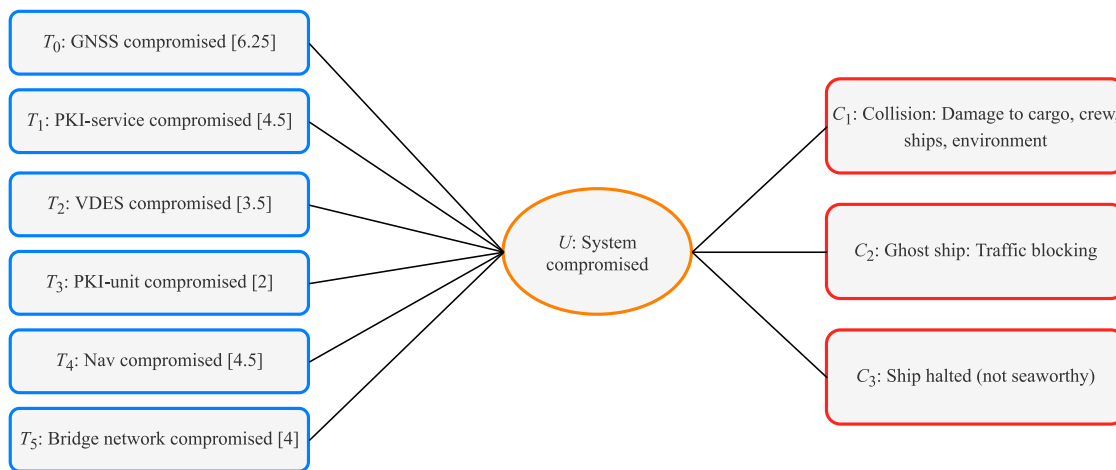 T0: GNSS compromised [6.25]
T1: PKI-service compromised [4.5]
T2: VDES compromised [3.5]
T3: PKI-unit compromised [2]
T4: Nav compromised [4.5]
T5: Bridge network compromised [4]
U: System
compromised
C1: Collision: Damage to cargo, crew,
ships, environment
C2: Ghost ship: Traffic blocking
C3: Ship halted (not seaworthy)